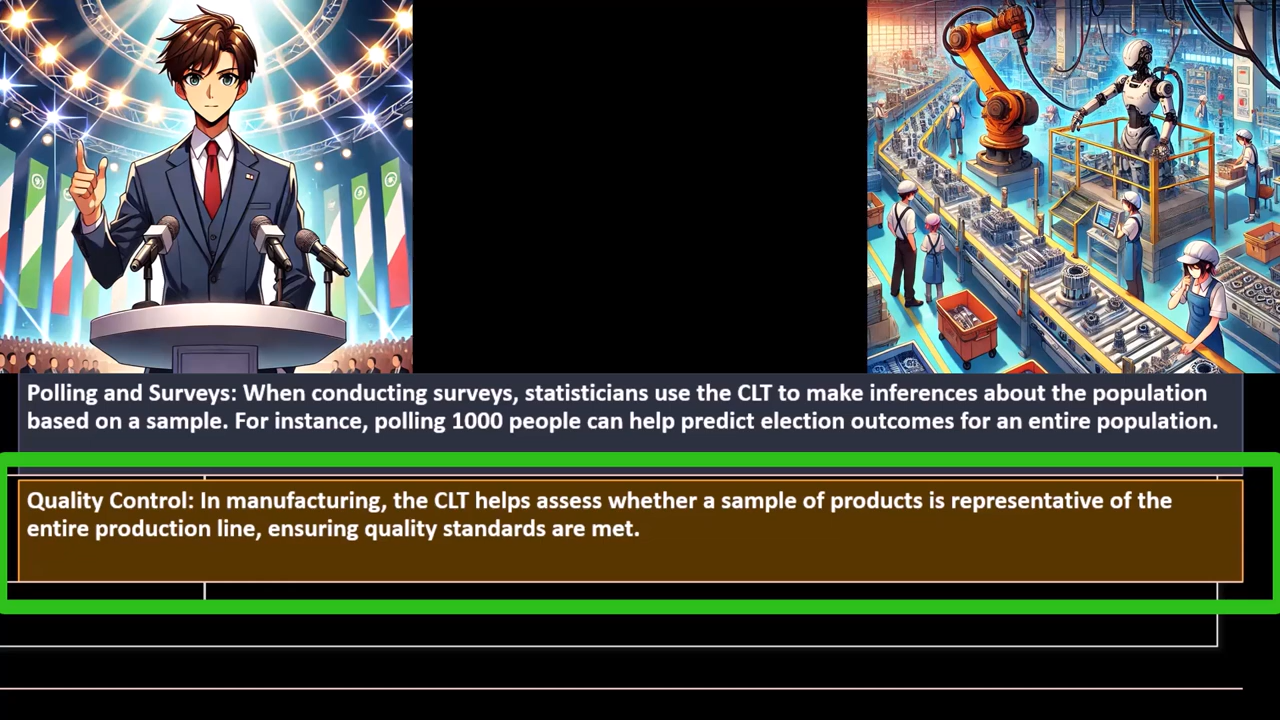 Polling and Surveys: When conducting surveys, statisticians use the CLT to make inferences about the population
based on a sample. For instance, polling 1000 people can help predict election outcomes for an entire population.
Quality Control: In manufacturing, the CLT helps assess whether a sample of products is representative of the
entire production line, ensuring quality standards are met.